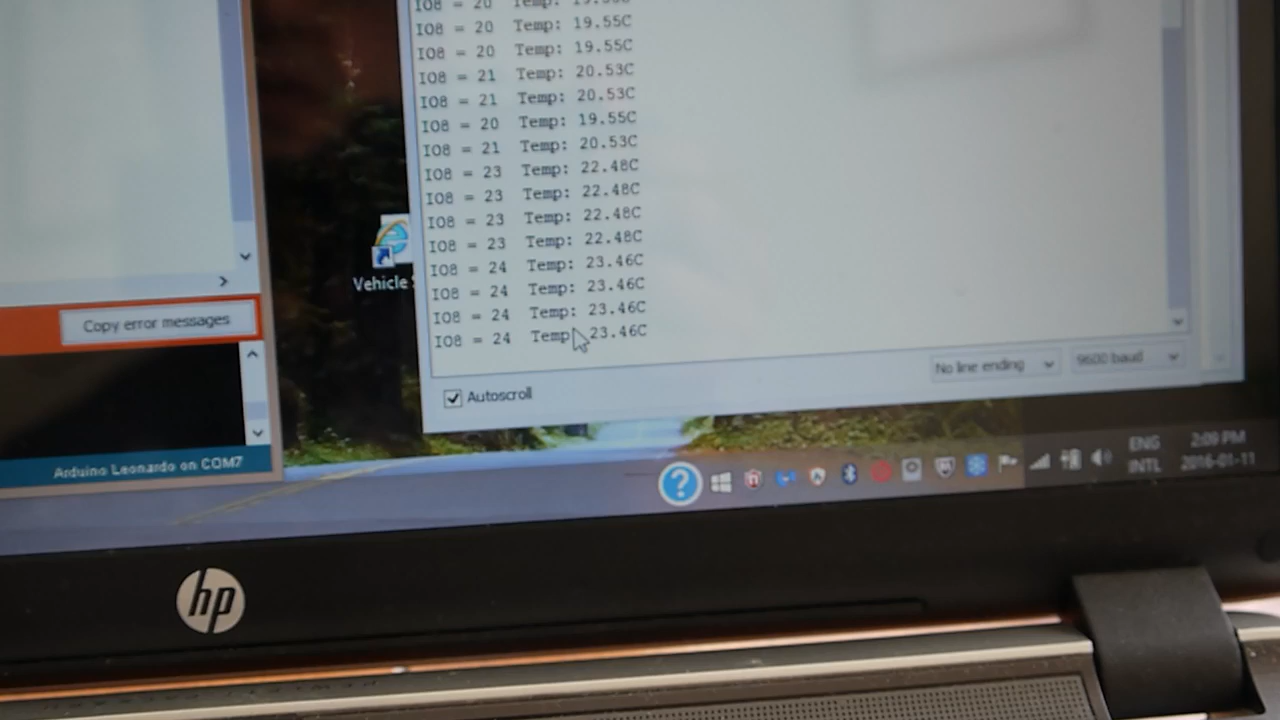 IO8 = 20 Temp:
IO8 = 20 Temp: 19.55C
IO8 = 20 Temp: 19.55C
IO8 = 21 Temp: 20.53C
IO8 = 21 Temp: 20.53C
IO8 = 20 Temp: 19.55C
IO8 = 21 Temp: 20.53C
IO8 = 23 Temp: 22.48C
IO8 = 23 Temp: 22.48C
IO8 = 23 Temp: 22.48C
IO8 = 23 Temp: 22.48C
IO8 = 24 Temp: 23.46C
IO8 = 24 Temp: 23.46C
IO8 = 24 Temp: 23.46C
IO8 = 24 Temp 23.46C
Vehicle
Copy error messages
Autoscroll
No line ending
9600 baud
Arduino Leonardo on COM7
?
ENG
INTL
2:09 PM
2016-01-11
hp